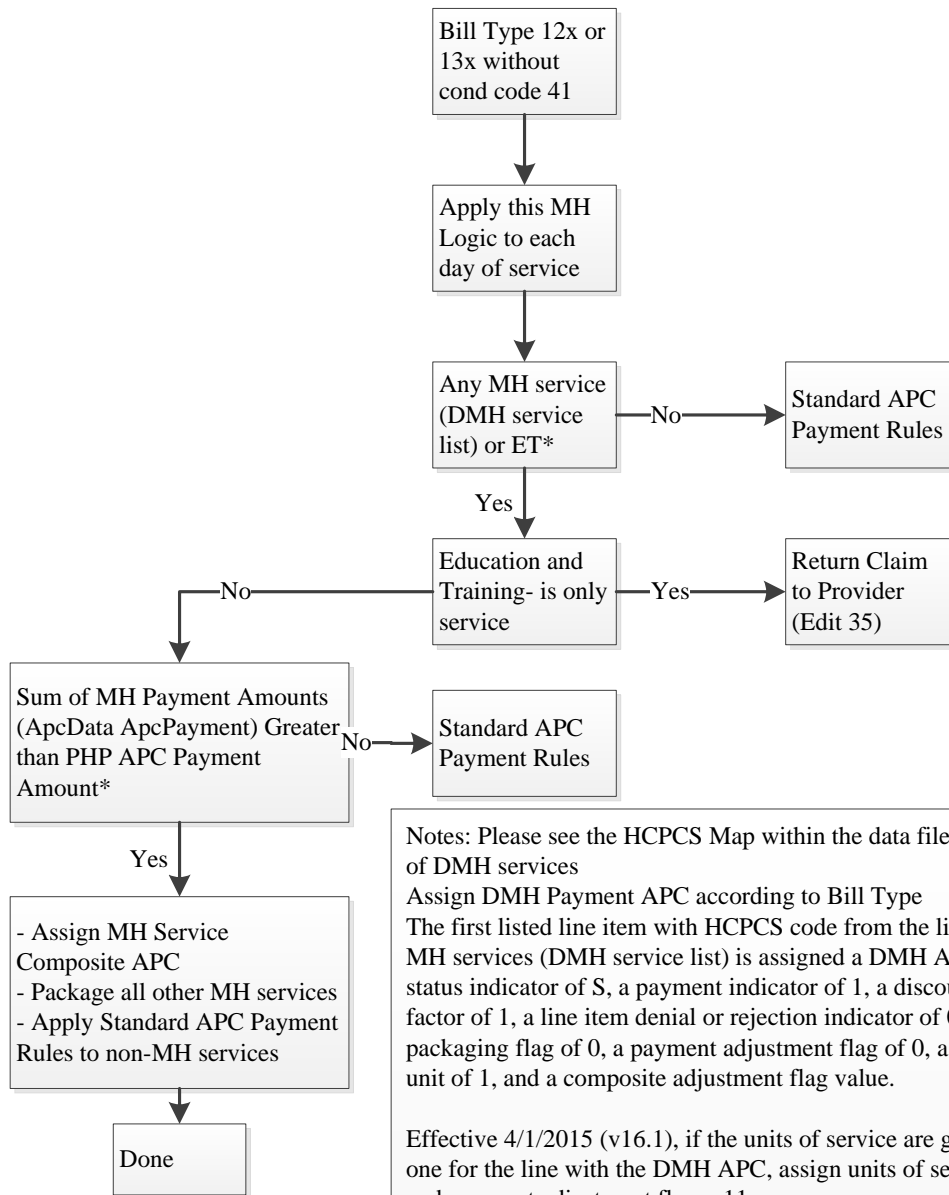 Bill Type 12x or
13x without
cond code 41
Apply this MH
Logic to each
day of service
Any MH service
(DMH service
list) or ET*
No
Standard APC
Payment Rules
Yes
Education and
Training- is only
service
Yes
Return Claim
to Provider
(Edit 35)
No
Sum of MH Payment Amounts
(ApcData ApcPayment) Greater
than PHP APC Payment
Amount*
No
Standard APC
Payment Rules
Yes
- Assign MH Service
Composite APC
- Package all other MH services
- Apply Standard APC Payment
Rules to non-MH services
Done
Notes: Please see the HCPCS Map within the data file
of DMH services
Assign DMH Payment APC according to Bill Type
The first listed line item with HCPCS code from the
MH services (DMH service list) is assigned a DMH
status indicator of S, a payment indicator of 1, a
factor of 1, a line item denial or rejection indicator of
packaging flag of 0, a payment adjustment flag of 0, a
unit of 1, and a composite adjustment flag value.
Effective 4/1/2015 (v16.1), if the units of service are
one for the line with the DMH APC, assign units of